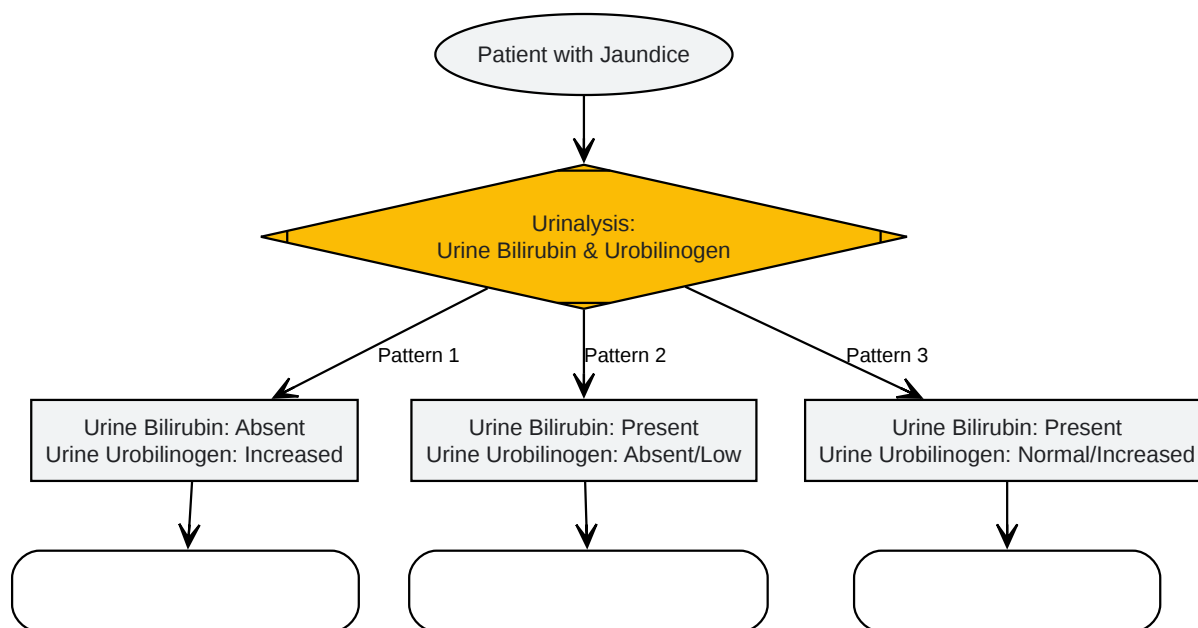 Patient with Jaundice
Urinalysis:
Urine Bilirubin & Urobilinogen
Pattern 1
Pattern 2
Pattern 3
Urine Bilirubin: Absent
Urine Urobilinogen: Increased
Urine Bilirubin: Present
Urine Urobilinogen: Absent/Low
Urine Bilirubin: Present
Urine Urobilinogen: Normal/Increased